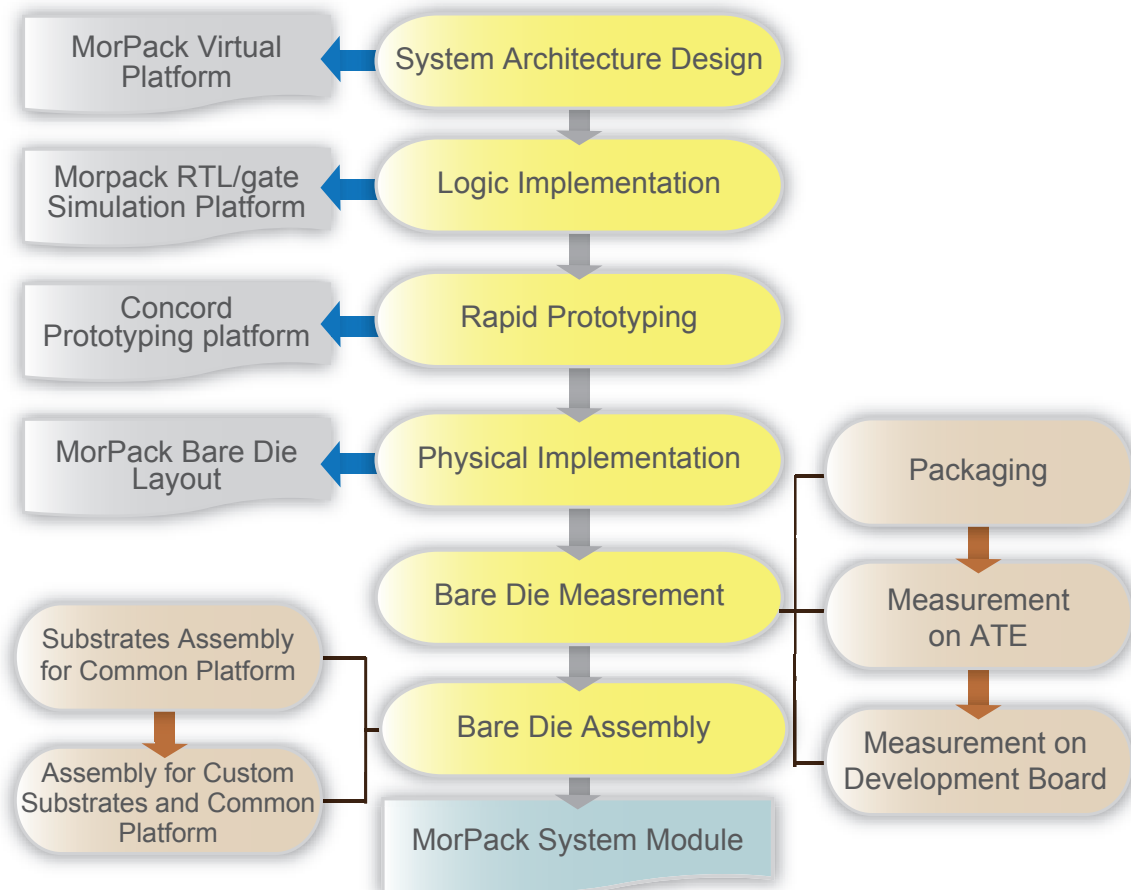 MorPack Virtual
Platform
System Architecture Design
Morpack RTL/gate
Simulation Platform
Logic Implementation
Concord
Prototyping platform
Rapid Prototyping
MorPack Bare Die
Layout
Physical Implementation
Packaging
Bare Die Measrement
Measurement
on ATE
Substrates Assembly
for Common Platform
Bare Die Assembly
Measurement on
Development Board
Assembly for Custom
Substrates and Common
Platform
MorPack System Module